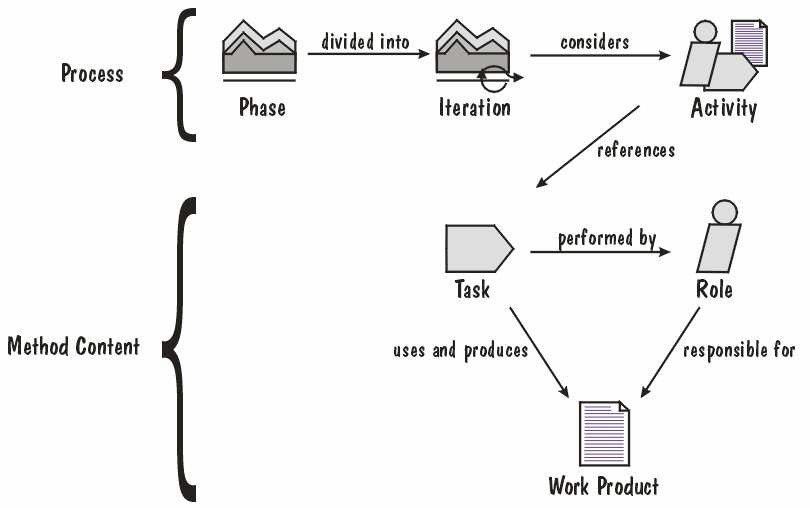 divided into
considers
Process
Phase
Iteration
Activity
references
performed by
Task
Role
Method Content
uses and produces
responsible for
Work Product